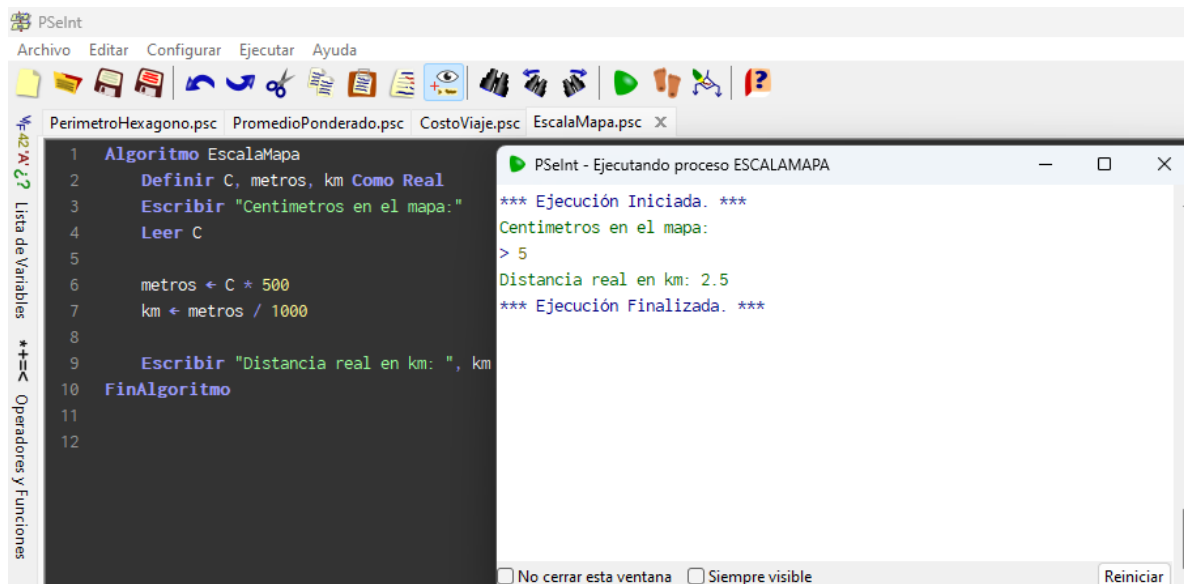 PSeInt
Archivo Editar Configurar Ejecutar Ayuda
PerimetroHexagono.psc PromedioPonderado.psc CostoViaje.psc EscalaMapa.psc X
42 'A' ¿? Lista de Variables
*+=< Operadores y Funciones
1 Algoritmo EscalaMapa
2 Definir C, metros, km Como Real
3 Escribir "Centimetros en el mapa:"
4 Leer C
5
6 metros ← C * 500
7 km ← metros / 1000
8
9 Escribir "Distancia real en km: ", km
10 FinAlgoritmo
11
12
PSeInt - Ejecutando proceso ESCALAMAPA
*** Ejecución Iniciada. ***
Centimetros en el mapa:
> 5
Distancia real en km: 2.5
*** Ejecución Finalizada. ***
No cerrar esta ventana Siempre visible Reiniciar